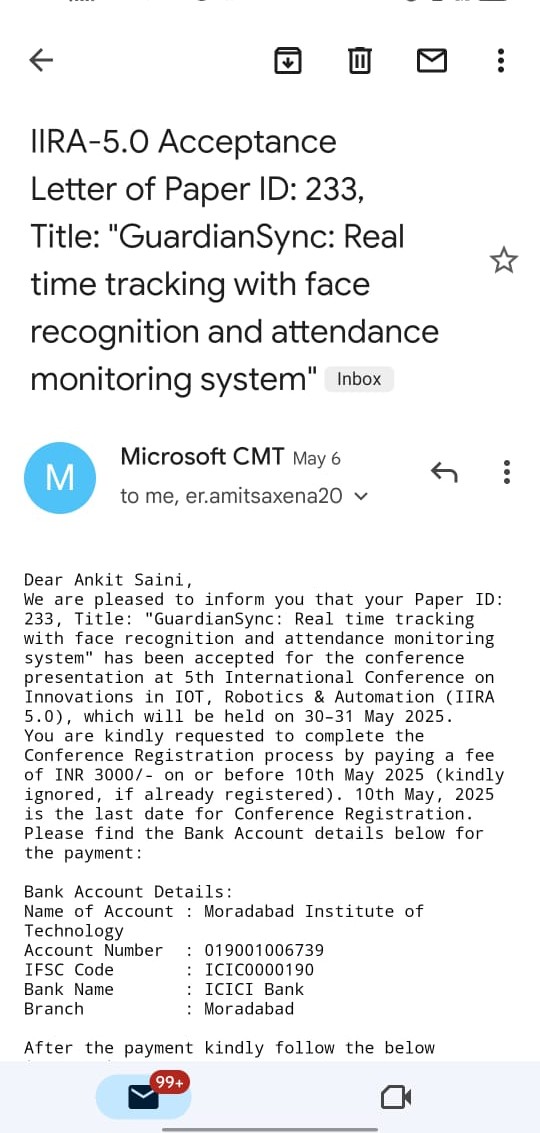 IIRA-5.0 Acceptance
Letter of Paper ID: 233,
Title: "GuardianSync: Real
time tracking with face
recognition and attendance
monitoring system" Inbox
M
Microsoft CMT May 6
to me, er.amitsaxena20
Dear Ankit Saini,
We are pleased to inform you that your Paper ID:
233, Title: "GuardianSync: Real time tracking
with face recognition and attendance monitoring
system" has been accepted for the conference
presentation at 5th International Conference on
Innovations in IOT, Robotics & Automation (IIRA
5.0), which will be held on 30–31 May 2025.
You are kindly requested to complete the
Conference Registration process by paying a fee
of INR 3000/- on or before 10th May 2025 (kindly
ignored, if already registered). 10th May, 2025
is the last date for Conference Registration.
Please find the Bank Account details below for
the payment:
Bank Account Details:
Name of Account : Moradabad Institute of
Technology
Account Number : 019001006739
IFSC Code : ICIC0000190
Bank Name : ICICI Bank
Branch : Moradabad
After the payment kindly follow the below
99+